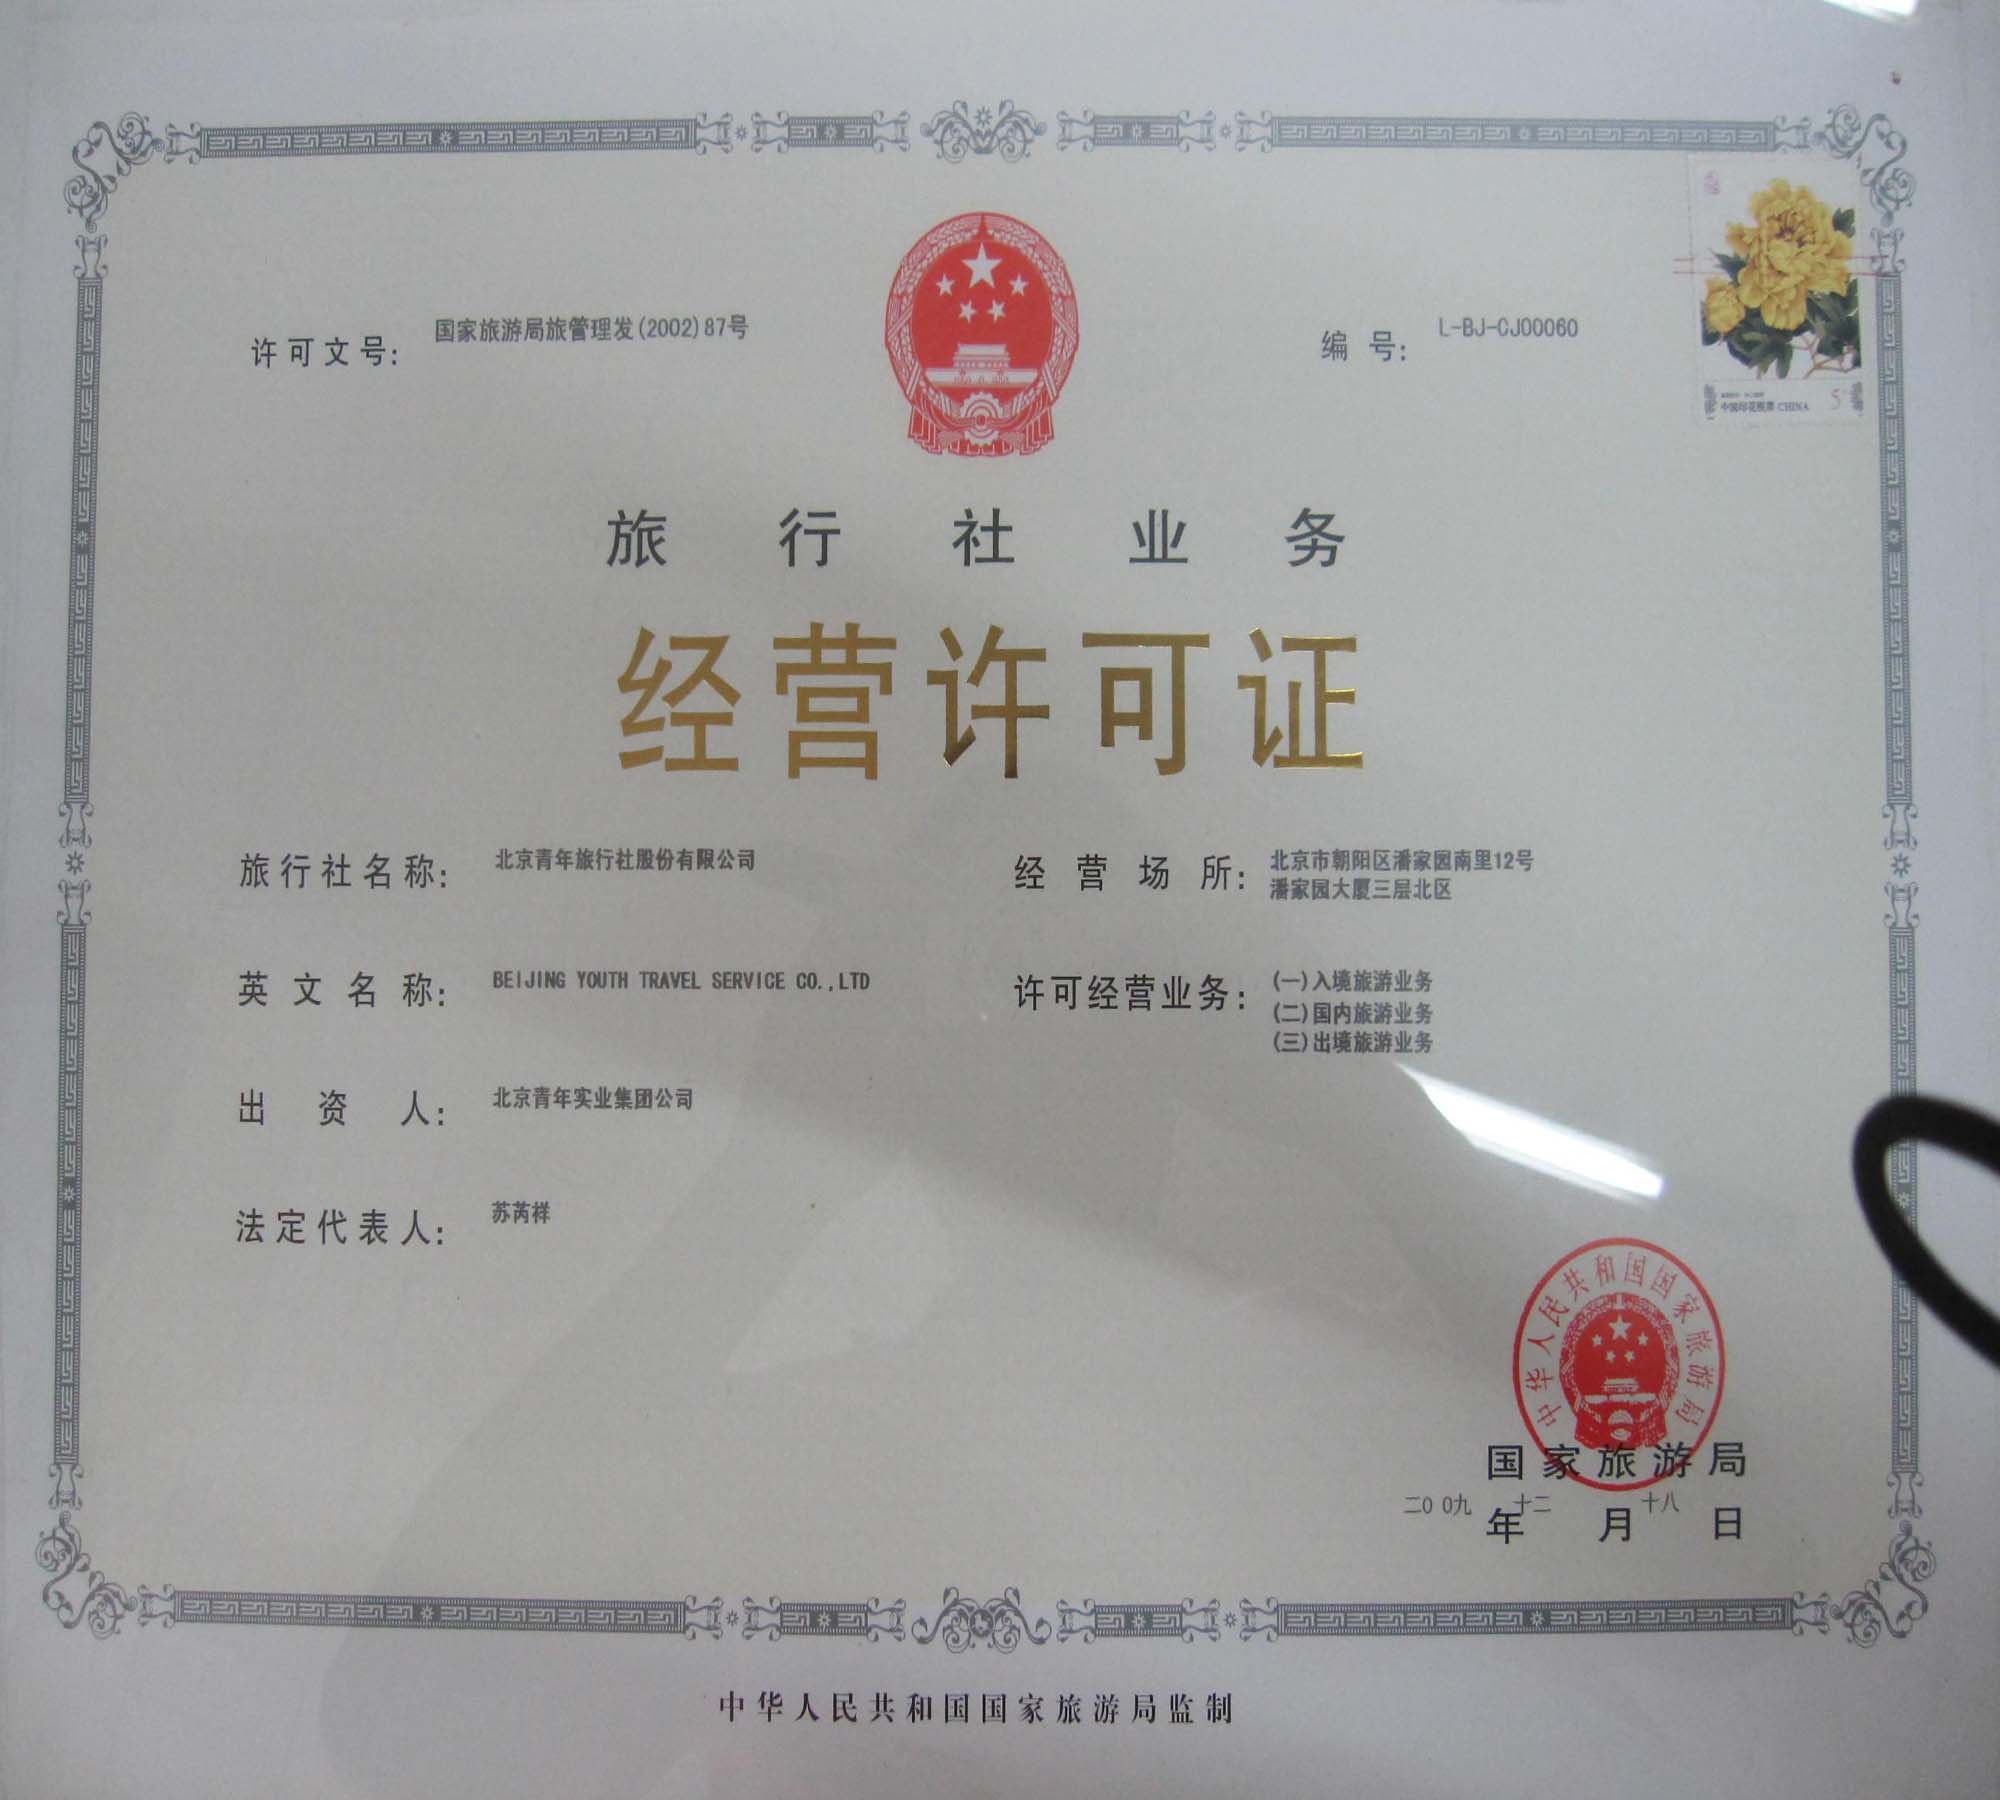 许可文号: 国家旅游局旅管理发(2002)87号
编号: L-BJ-CJ00060
中国印花税票 CHINA
旅行社业务
经营许可证
旅行社名称: 北京青年旅行社股份有限公司
经营场所: 北京市朝阳区潘家园南里12号
潘家园大厦三层北区
英文名称: BEIJING YOUTH TRAVEL SERVICE CO.,LTD
许可经营业务: (一)入境旅游业务
(二)国内旅游业务
(三)出境旅游业务
出资人: 北京青年实业集团公司
法定代表人: 苏芮祥
中华人民共和国国家旅游局
国家旅游局
二00九年十二月十八日
中华人民共和国国家旅游局监制